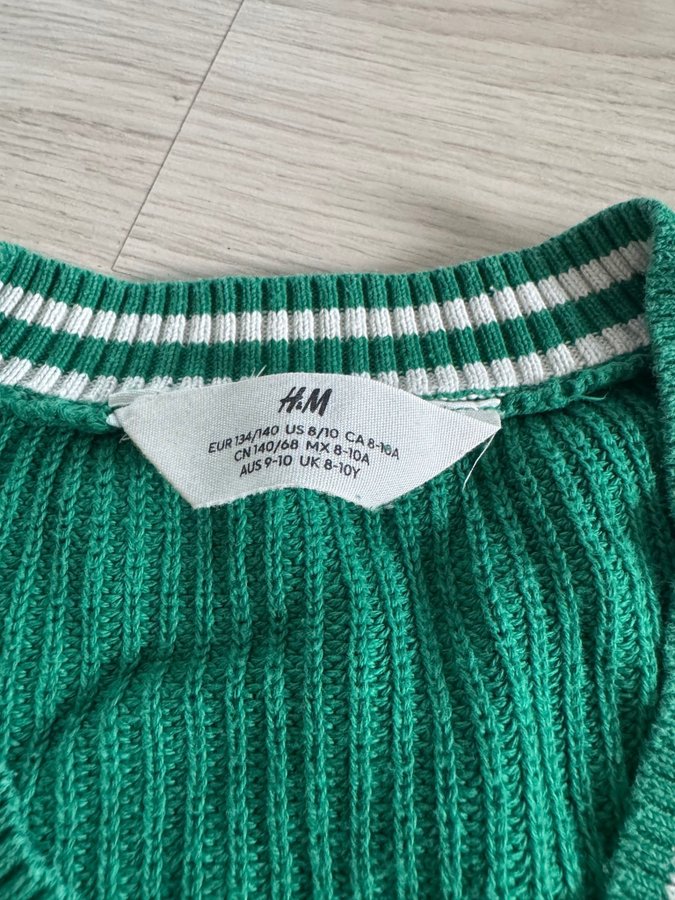 H&M
EUR 134/140 US 8/10 CA 8-10A
CN 140/68 MX 8-10A
AUS 9-10 UK 8-10Y